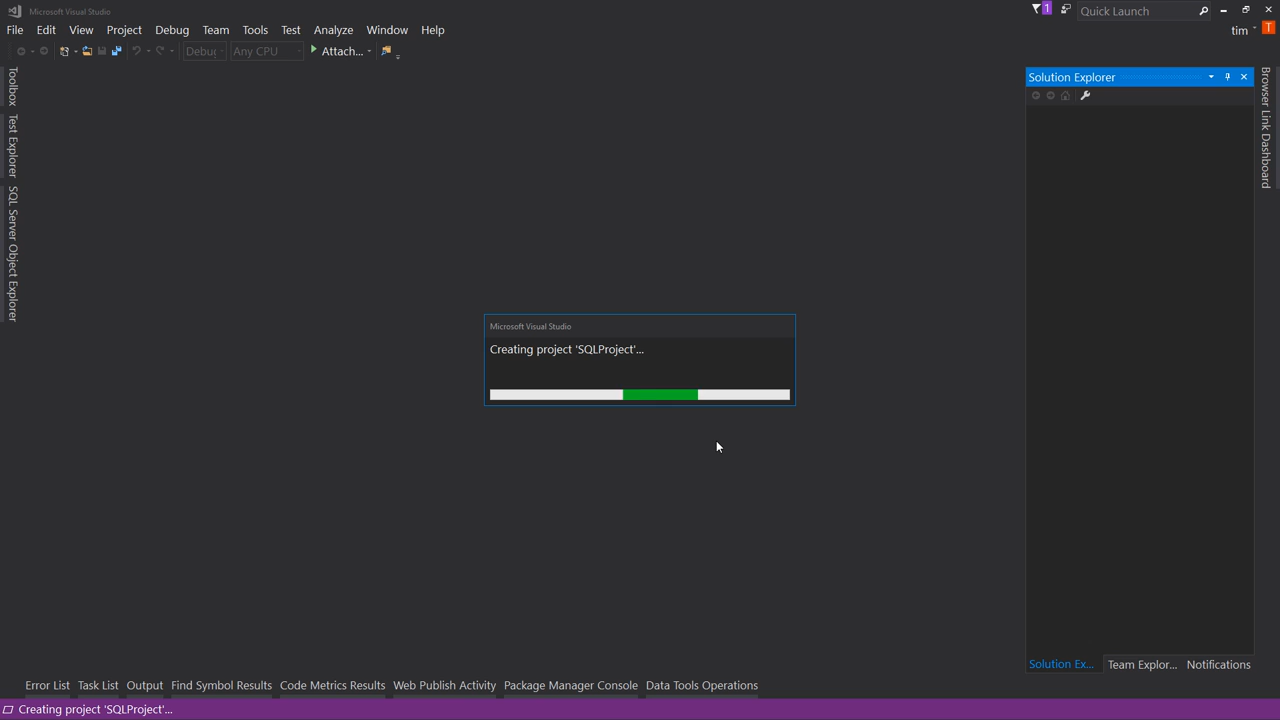 Microsoft Visual Studio
1
Quick Launch
File Edit View Project Debug Team Tools Test Analyze Window Help
tim
T
Debug Any CPU Attach...
Toolbox
Test Explorer
SQL Server Object Explorer
Solution Explorer
Browser Link Dashboard
Microsoft Visual Studio
Creating project 'SQLProject'...
Solution Ex... Team Explor... Notifications
Error List Task List Output Find Symbol Results Code Metrics Results Web Publish Activity Package Manager Console Data Tools Operations
Creating project 'SQLProject'...